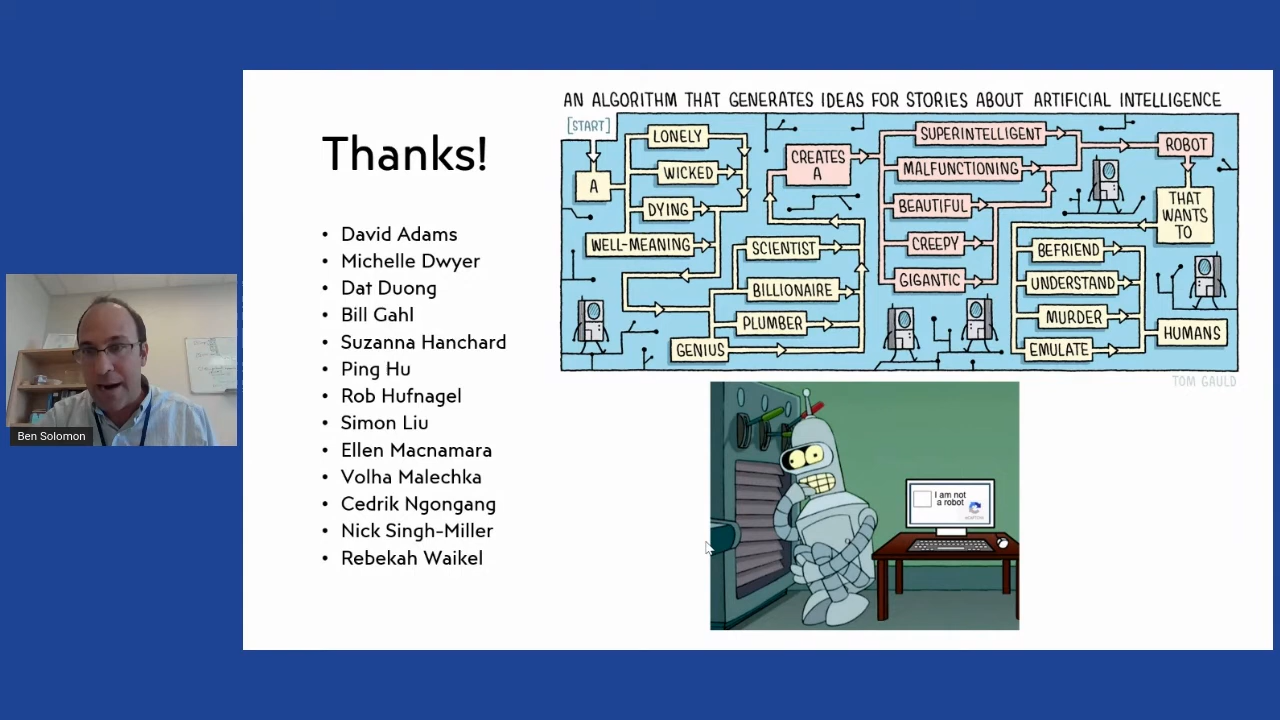 Thanks!
• David Adams
• Michelle Dwyer
• Dat Duong
• Bill Gahl
• Suzanna Hanchard
• Ping Hu
• Rob Hufnagel
• Simon Liu
• Ellen Macnamara
• Volha Malechka
• Cedrik Ngongang
• Nick Singh-Miller
• Rebekah Waikel
AN ALGORITHM THAT GENERATES IDEAS FOR STORIES ABOUT ARTIFICIAL INTELLIGENCE
[START]
A
LONELY
WICKED
DYING
WELL-MEANING
SCIENTIST
BILLIONAIRE
PLUMBER
GENIUS
CREATES
A
SUPERINTELLIGENT
MALFUNCTIONING
BEAUTIFUL
CREEPY
GIGANTIC
ROBOT
THAT
WANTS
TO
BEFRIEND
UNDERSTAND
MURDER
EMULATE
HUMANS
TOM GAULD
I am not
a robot
Ben Solomon